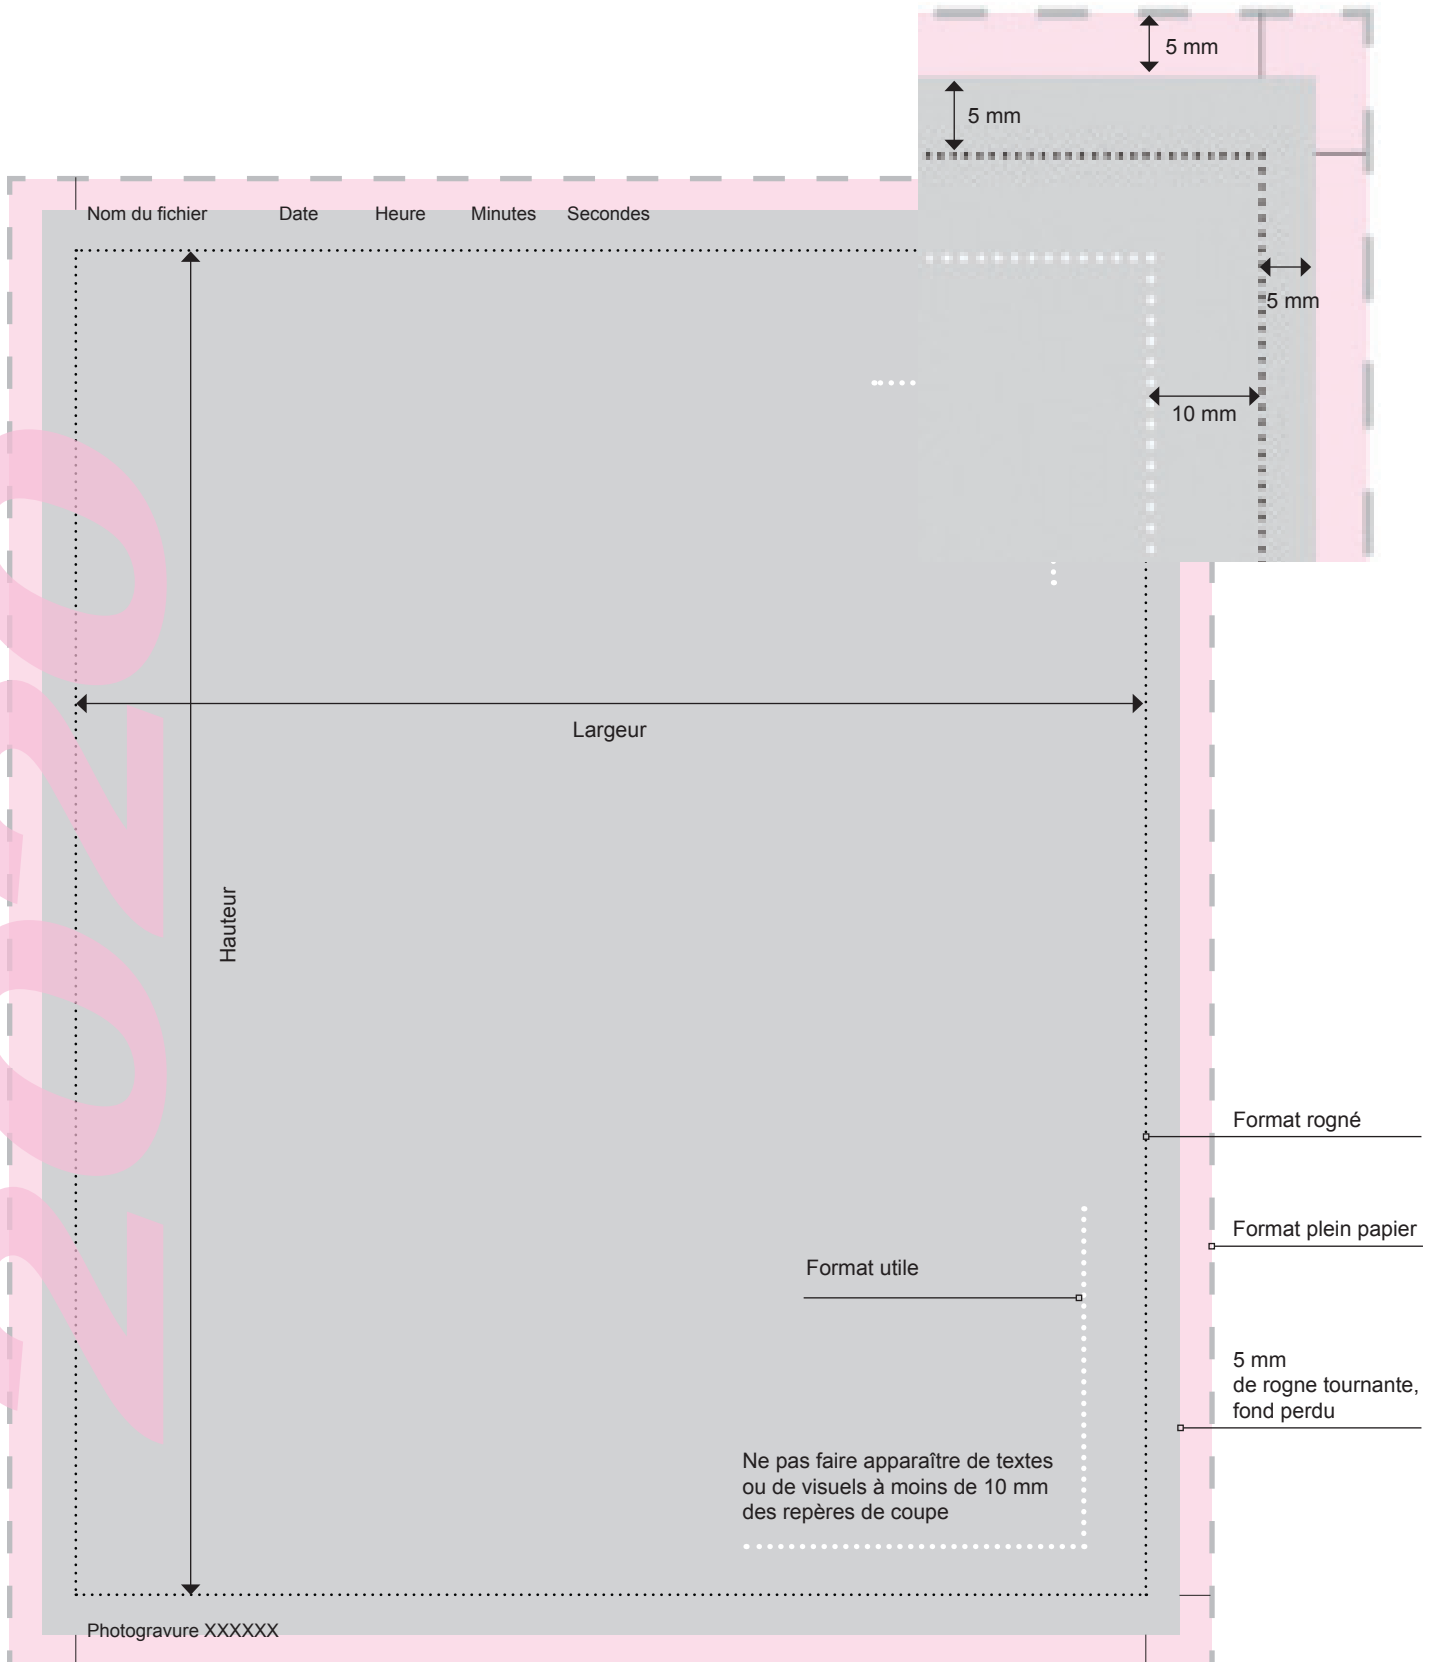 5 mm
5 mm
Nom du fichier Date Heure Minutes Secondes
5 mm
10 mm
Largeur
Hauteur
2020
Format rogné
Format plein papier
Format utile
5 mm
de rogne tournante,
fond perdu
Ne pas faire apparaître de textes
ou de visuels à moins de 10 mm
des repères de coupe
Photogravure XXXXXX